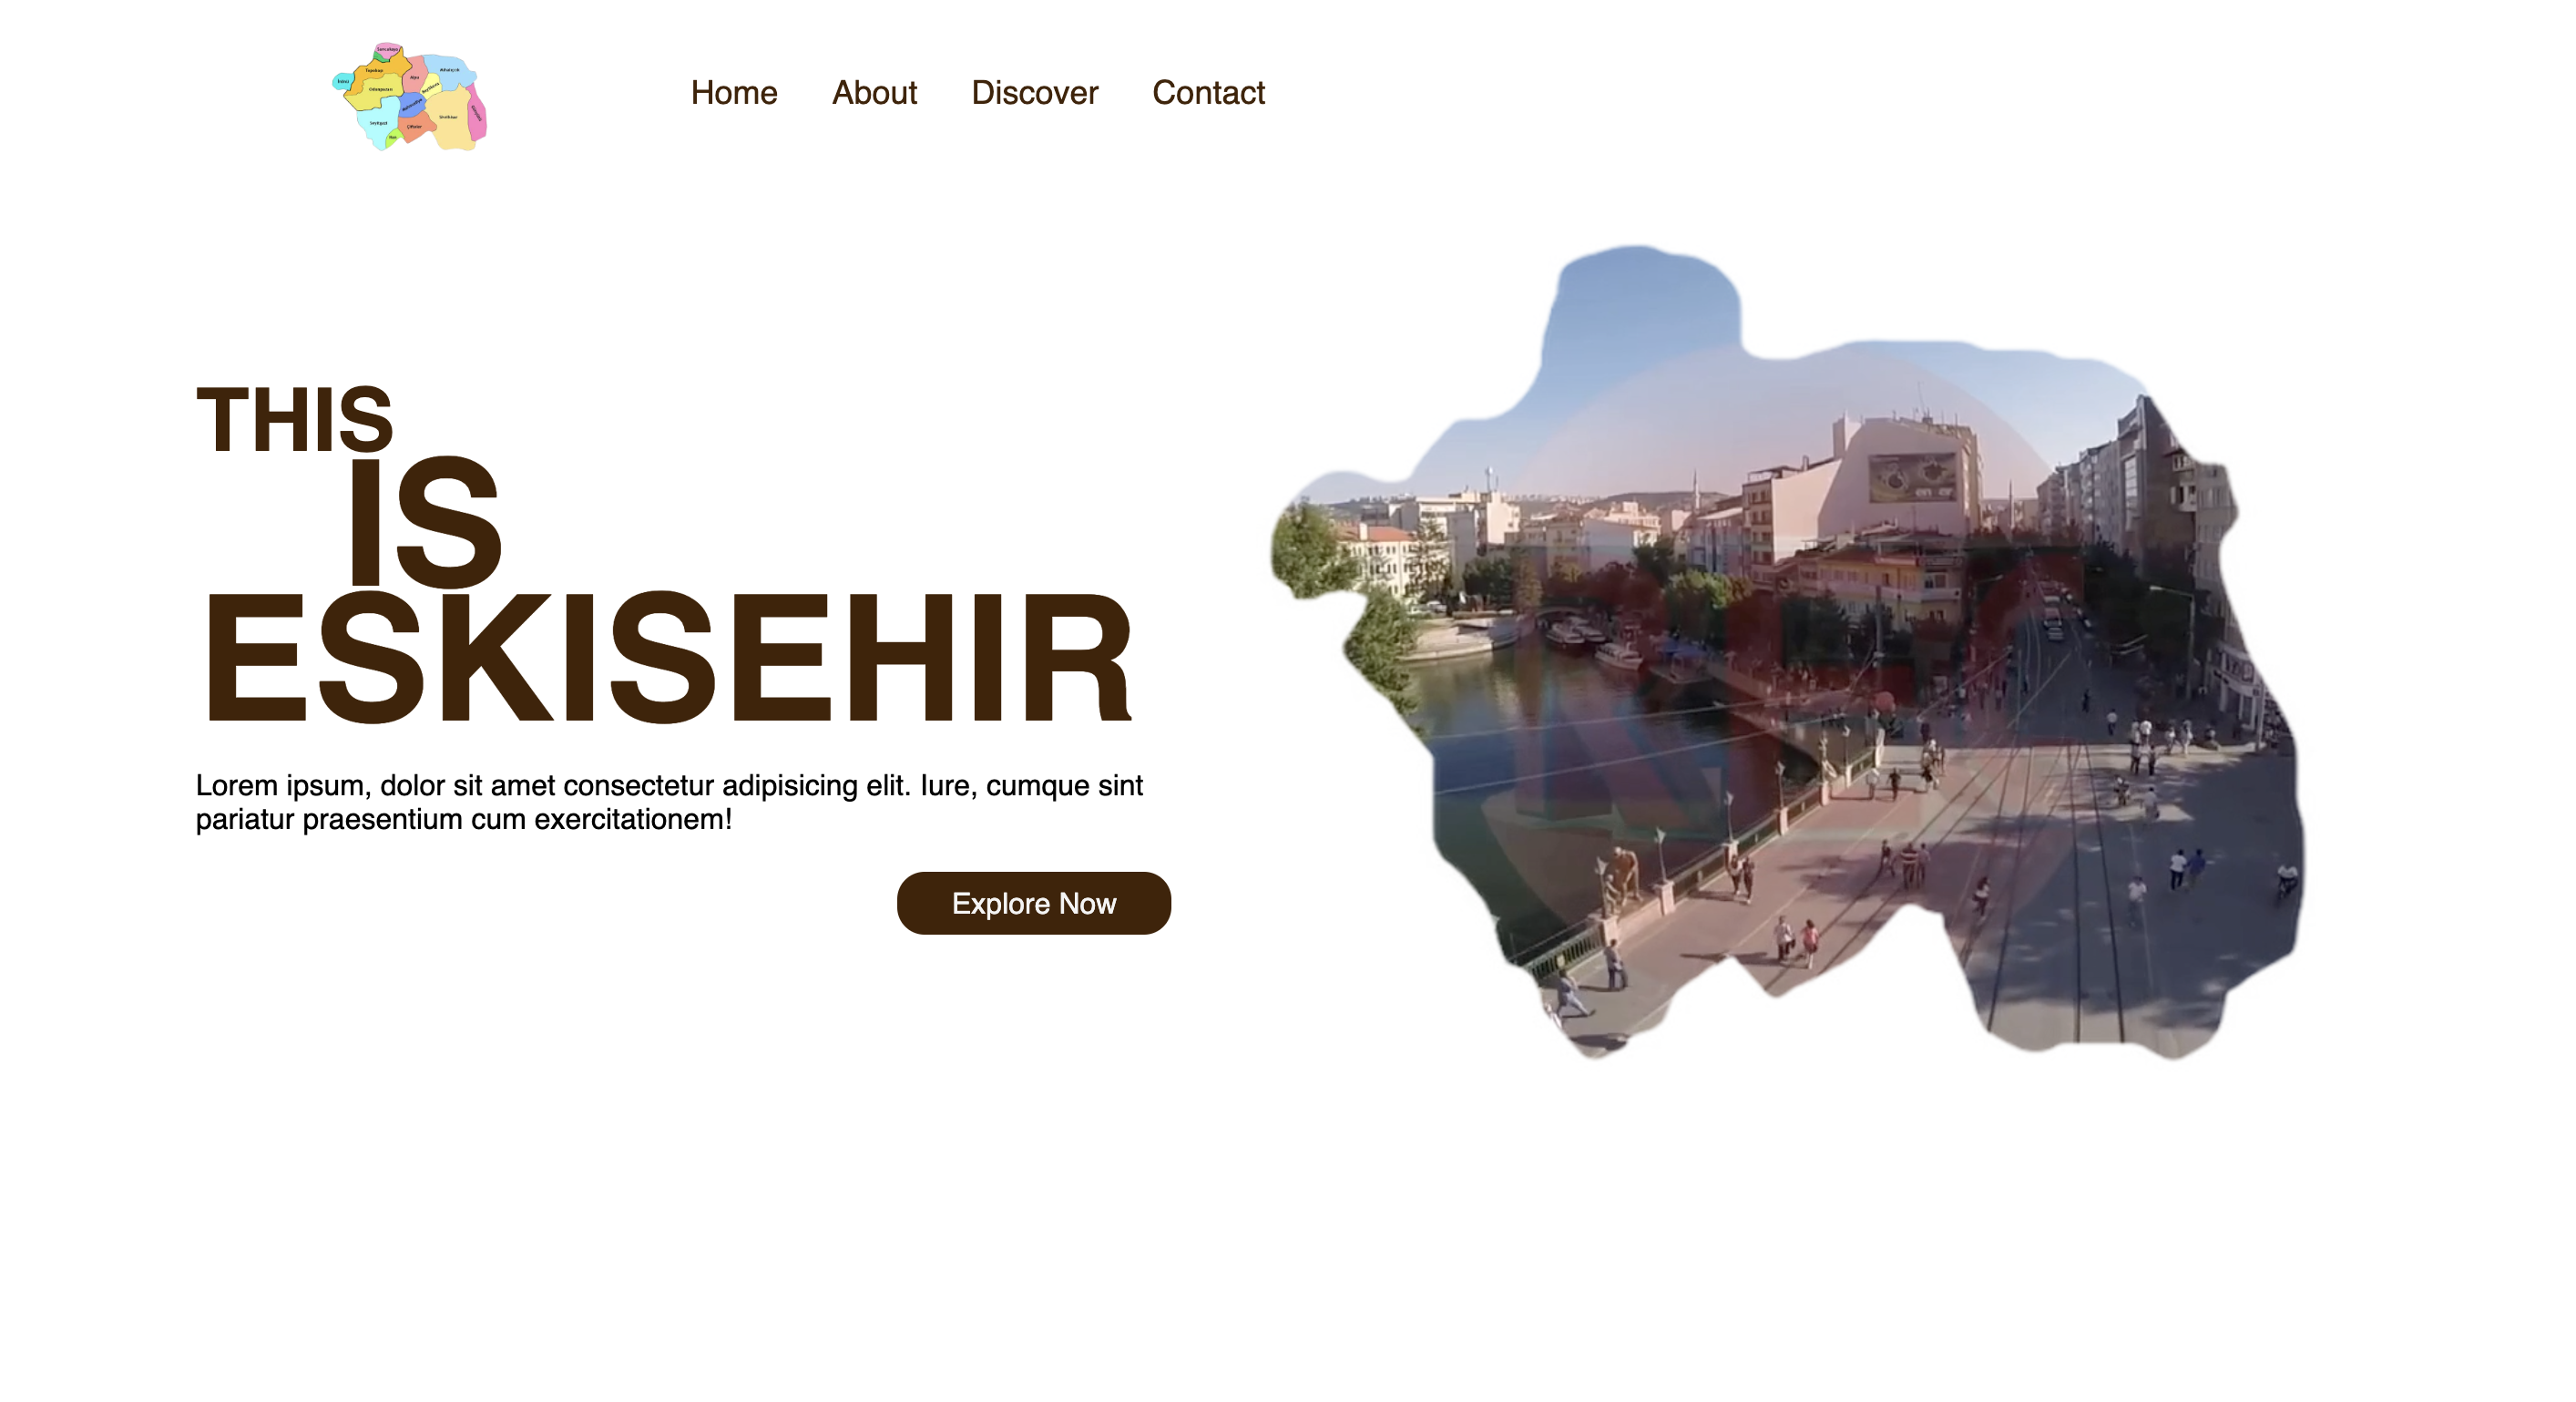 Home About Discover Contact
THIS
IS
ESKISEHIR
Lorem ipsum, dolor sit amet consectetur adipisicing elit. Iure, cumque sint
pariatur praesentium cum exercitationem!
Explore Now